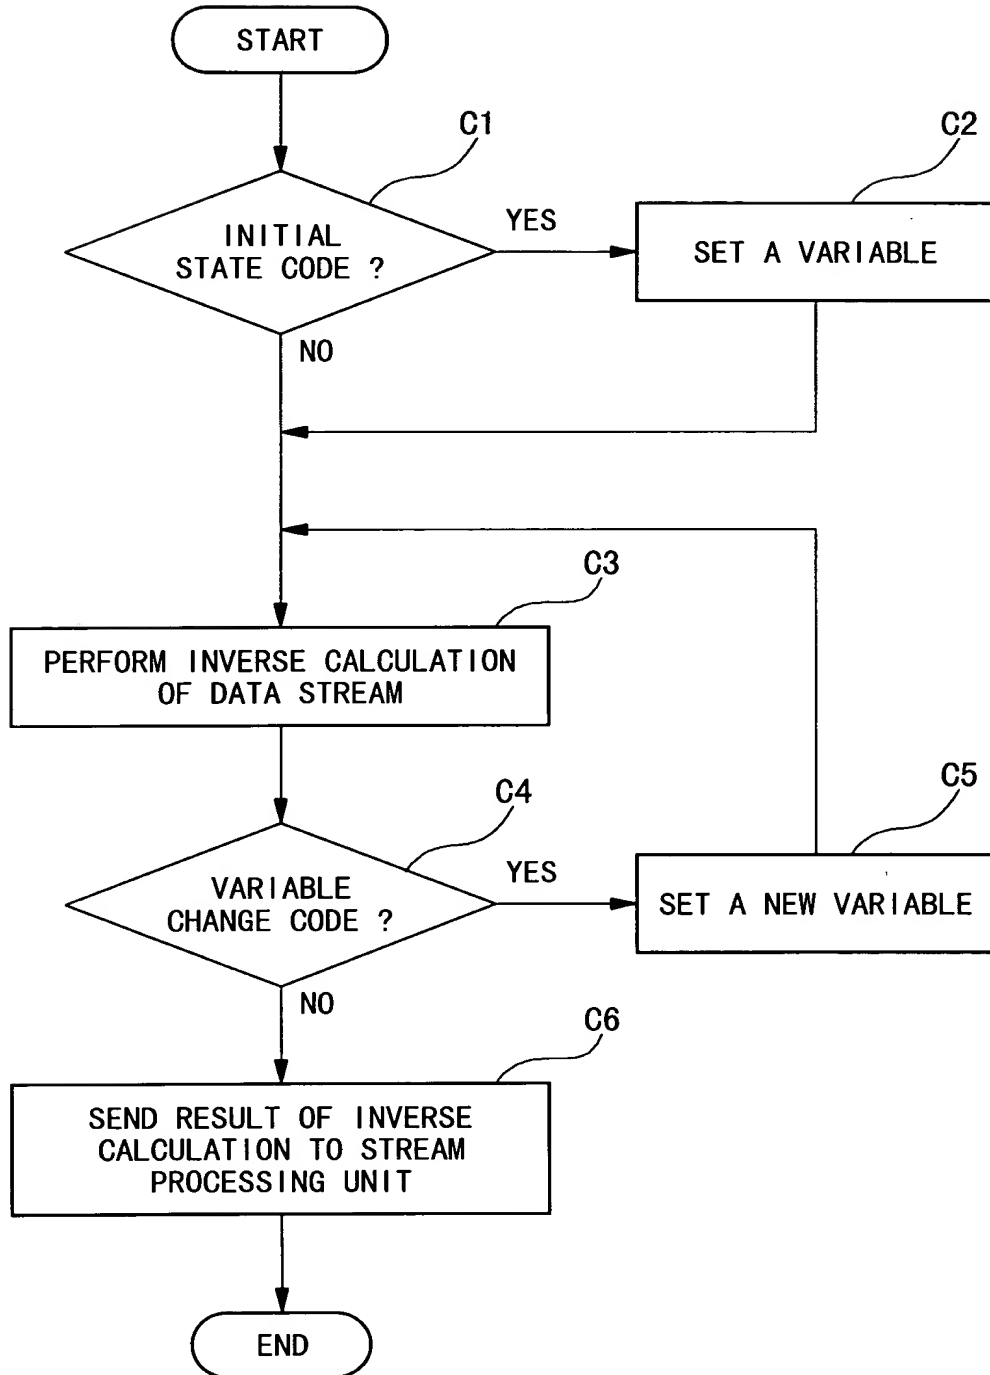 START
C1
C2
INITIAL
STATE CODE ?
YES
SET A VARIABLE
NO
C3
PERFORM INVERSE CALCULATION
OF DATA STREAM
C4
C5
VARIABLE
CHANGE CODE ?
YES
SET A NEW VARIABLE
NO
C6
SEND RESULT OF INVERSE
CALCULATION TO STREAM
PROCESSING UNIT
END